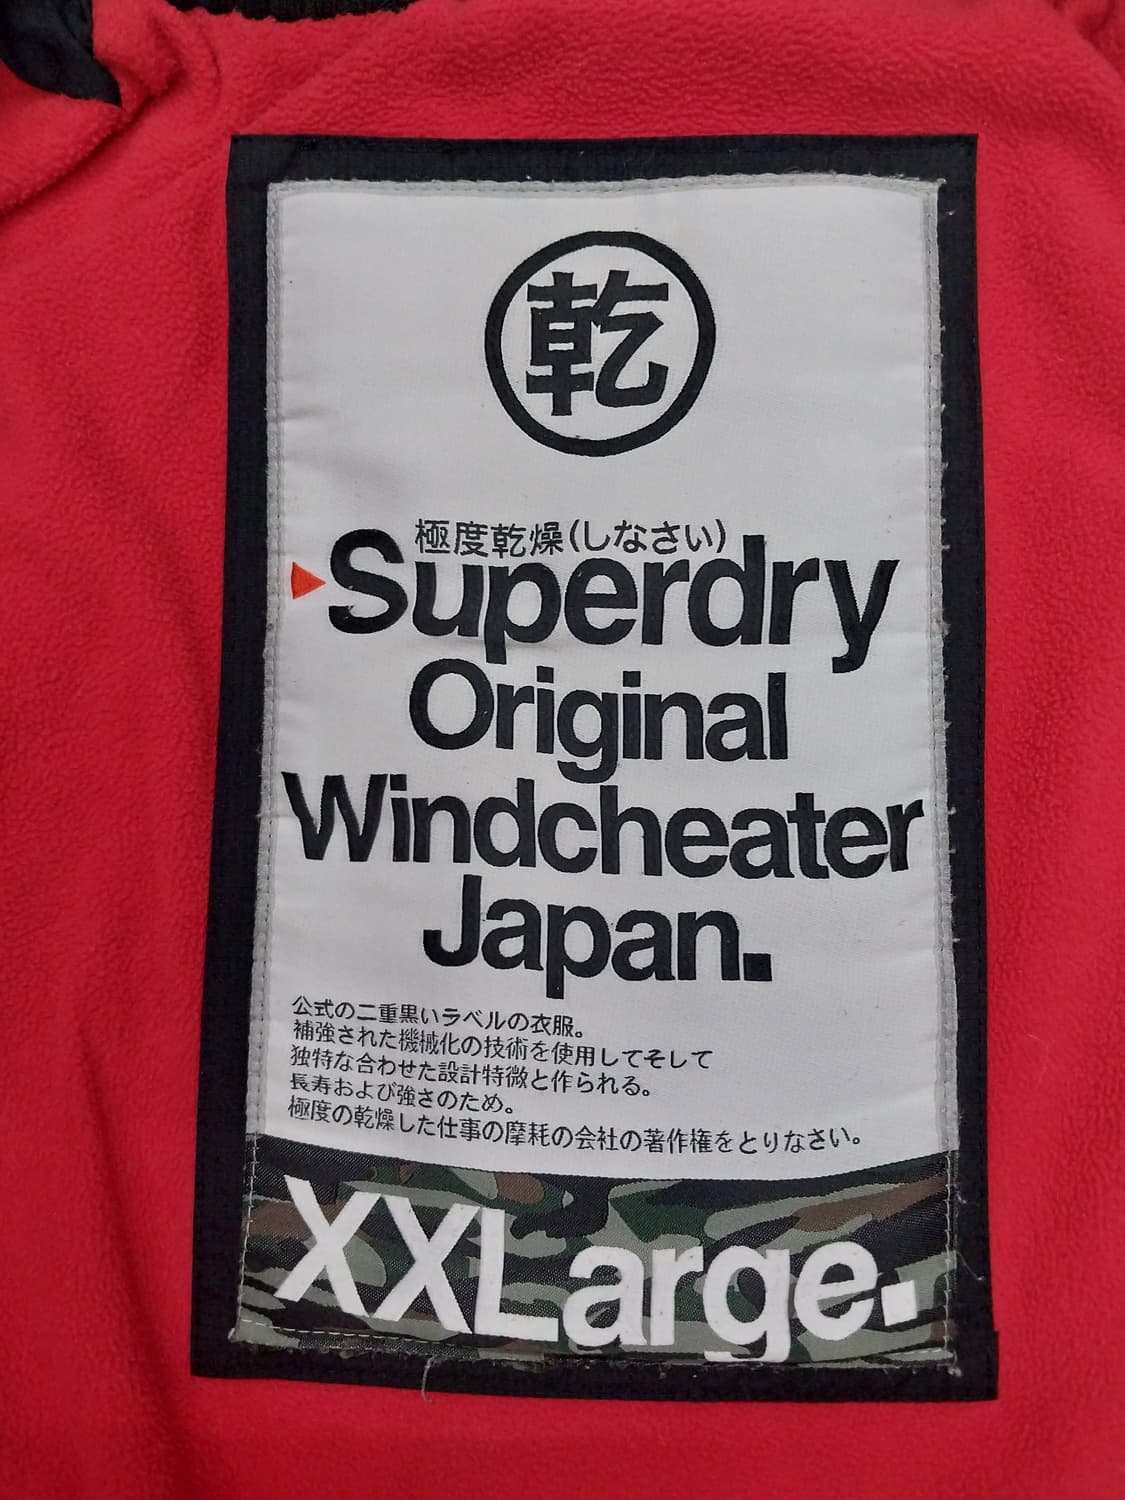 乾
極度乾燥(しなさい)
Superdry
Original
Windcheater
Japan.
公式の二重黒いラベルの衣服。
補強された機械化の技術を使用してそして
独特な合わせた設計特徴と作られる。
長寿および強さのため。
極度の乾燥した仕事の摩耗の会社の著作権をとりなさい。
XXLarge.